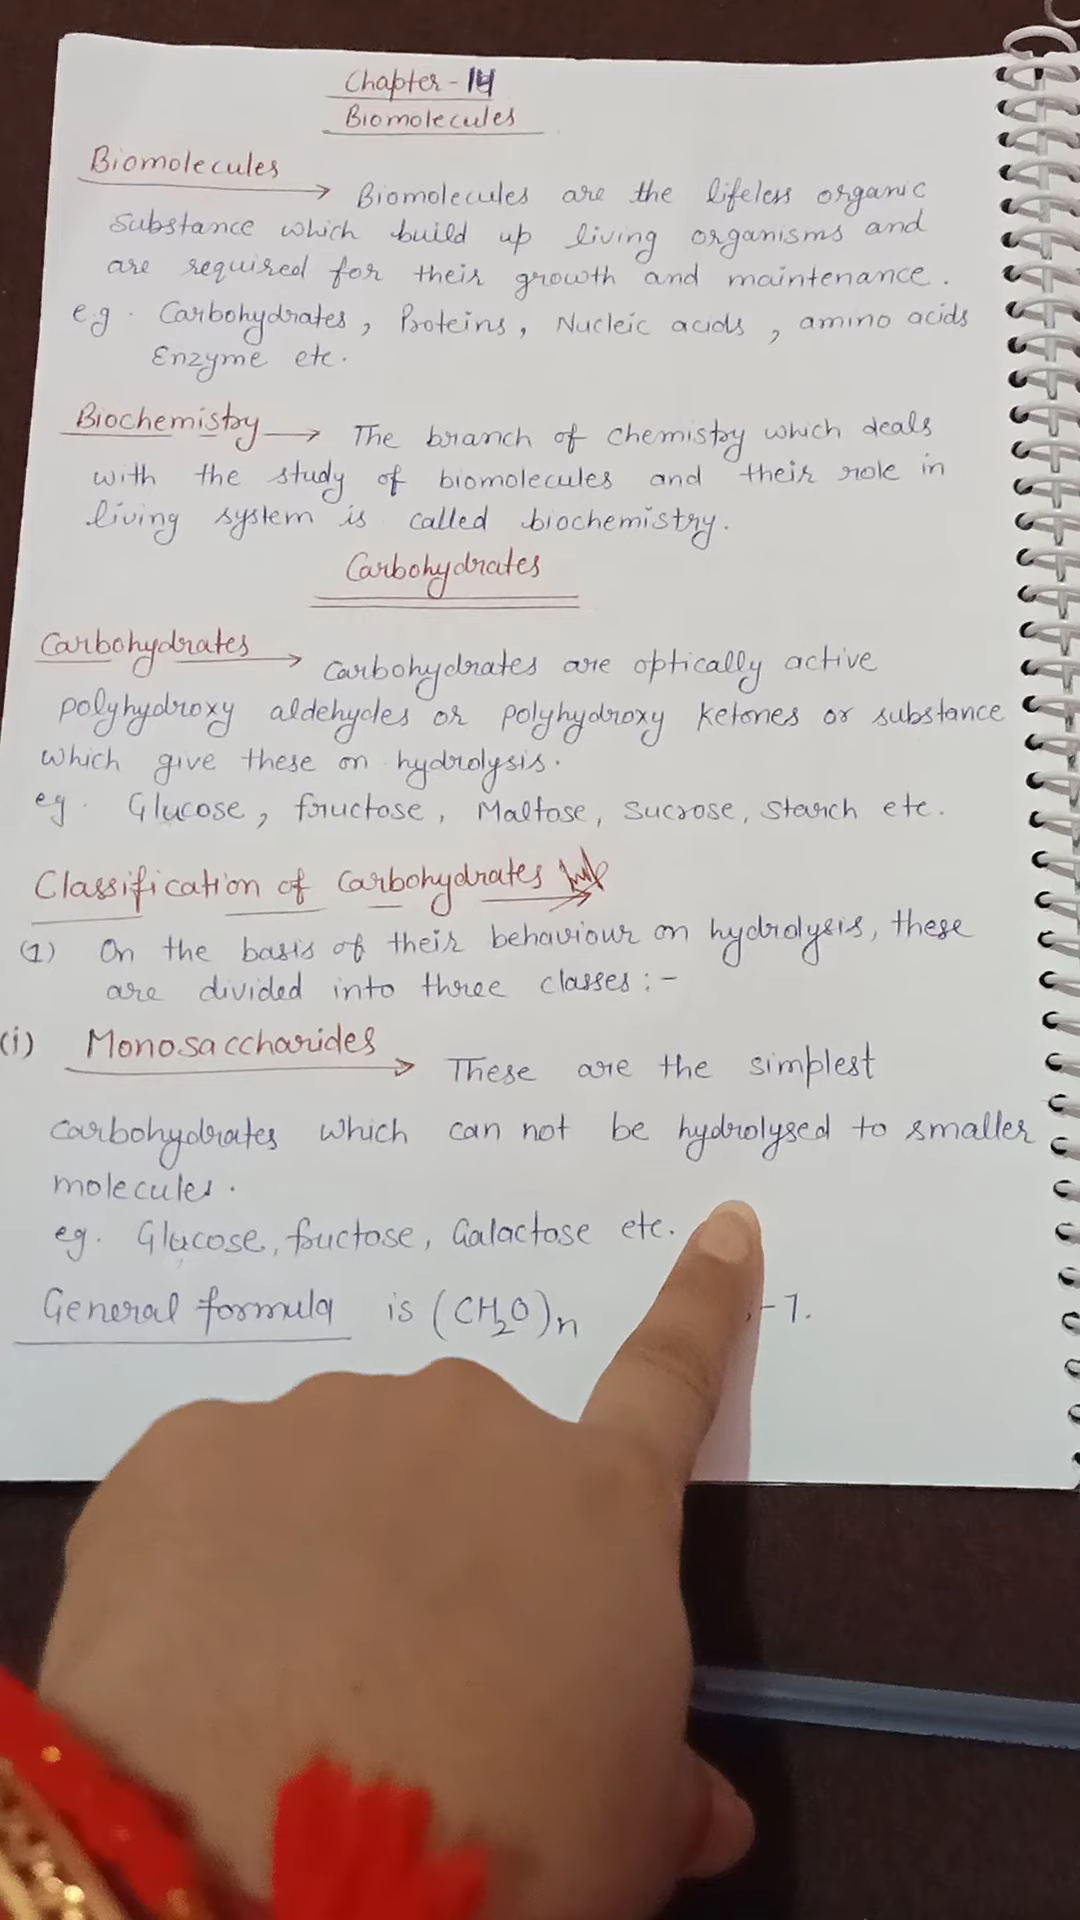 Chapter - 14
Biomolecules
Biomolecules → Biomolecules are the lifeless organic
substance which build up living organisms and
are required for their growth and maintenance.
e.g. Carbohydrates, Proteins, Nucleic acids, amino acids
Enzyme etc.
Biochemistry → The branch of chemistry which deals
with the study of biomolecules and their role in
living system is called biochemistry.
Carbohydrates
Carbohydrates → Carbohydrates are optically active
polyhydroxy aldehydes or polyhydroxy ketones or substance
which give these on hydrolysis.
eg. Glucose, fructose, Maltose, Sucrose, Starch etc.
Classification of Carbohydrates Imp
(1) On the basis of their behaviour on hydrolysis, these
are divided into three classes :-
(i) Monosaccharides → These are the simplest
carbohydrates which can not be hydrolysed to smaller
molecules.
eg. Glucose, fructose, Galactose etc.
General formula is (CH₂O)n -7.